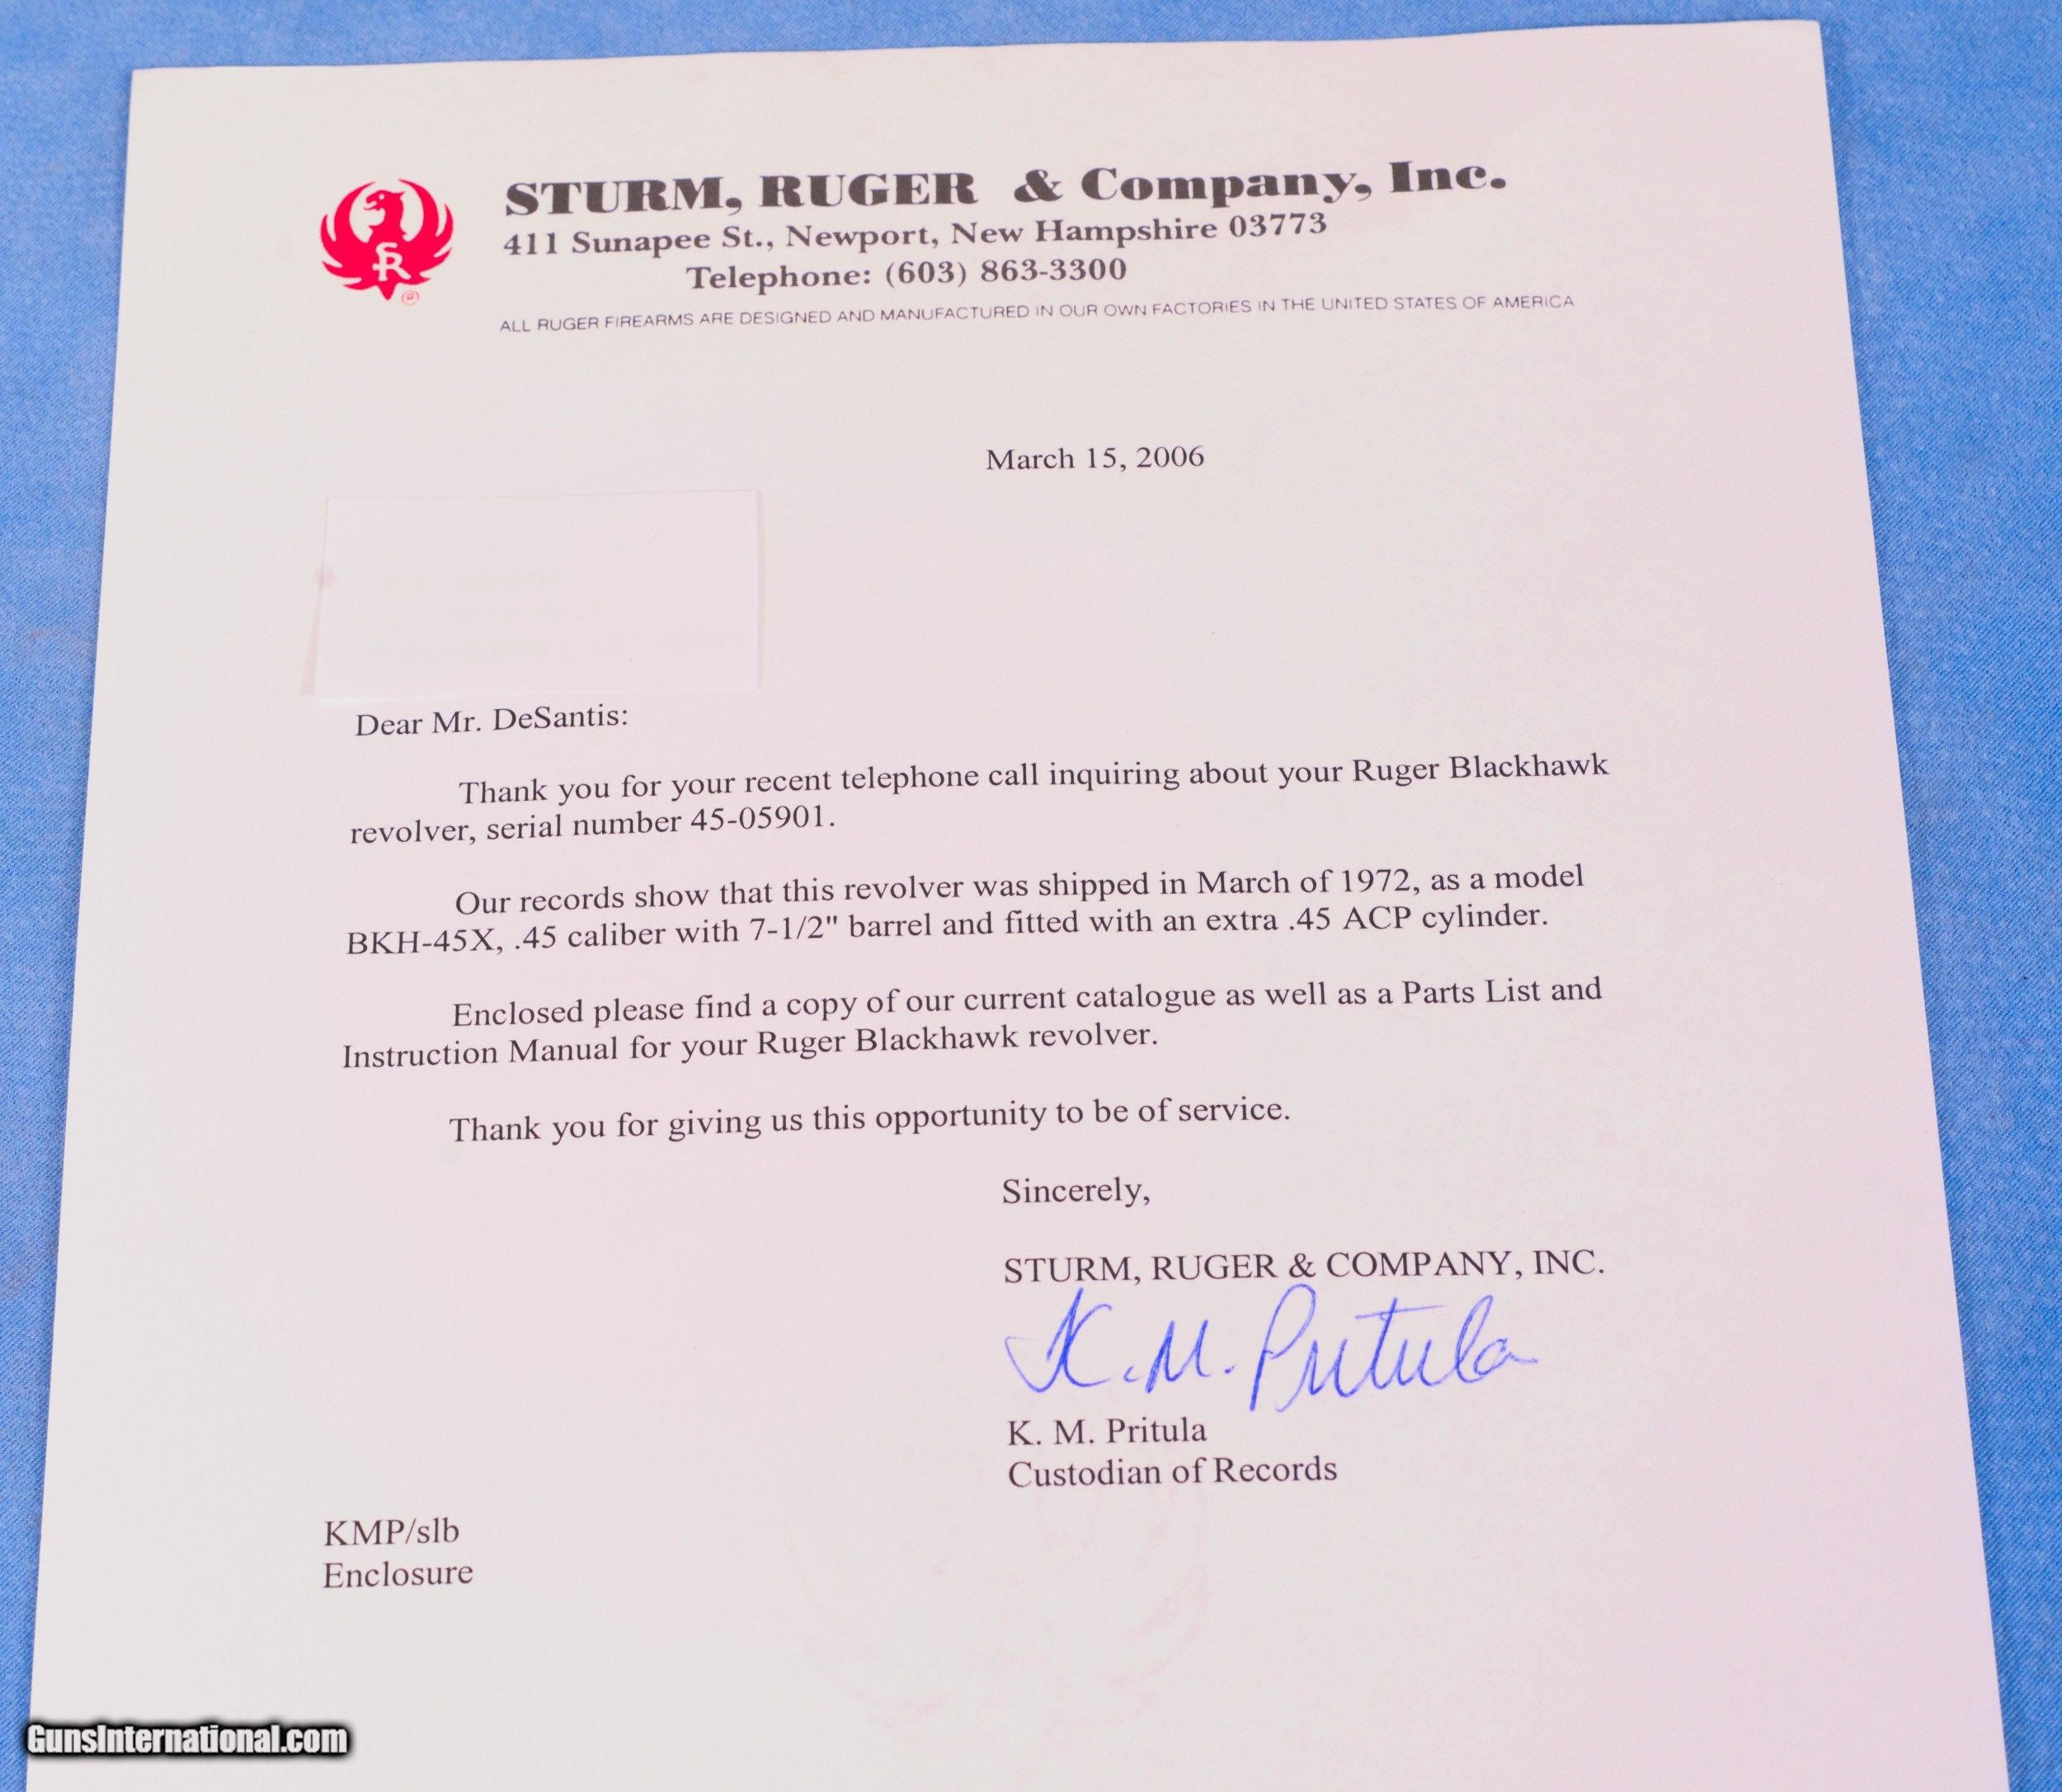 STURM, RUGER & Company, Inc.
411 Sunapee St., Newport, New Hampshire 03773
Telephone: (603) 863-3300
ALL RUGER FIREARMS ARE DESIGNED AND MANUFACTURED IN OUR OWN FACTORIES IN THE UNITED STATES OF AMERICA
SR
®
March 15, 2006
Dear Mr. DeSantis:
Thank you for your recent telephone call inquiring about your Ruger Blackhawk
revolver, serial number 45-05901.
Our records show that this revolver was shipped in March of 1972, as a model
BKH-45X, .45 caliber with 7-1/2" barrel and fitted with an extra .45 ACP cylinder.
Enclosed please find a copy of our current catalogue as well as a Parts List and
Instruction Manual for your Ruger Blackhawk revolver.
Thank you for giving us this opportunity to be of service.
Sincerely,
STURM, RUGER & COMPANY, INC.
K. M. Pritula
K. M. Pritula
Custodian of Records
KMP/slb
Enclosure
GunsInternational.com